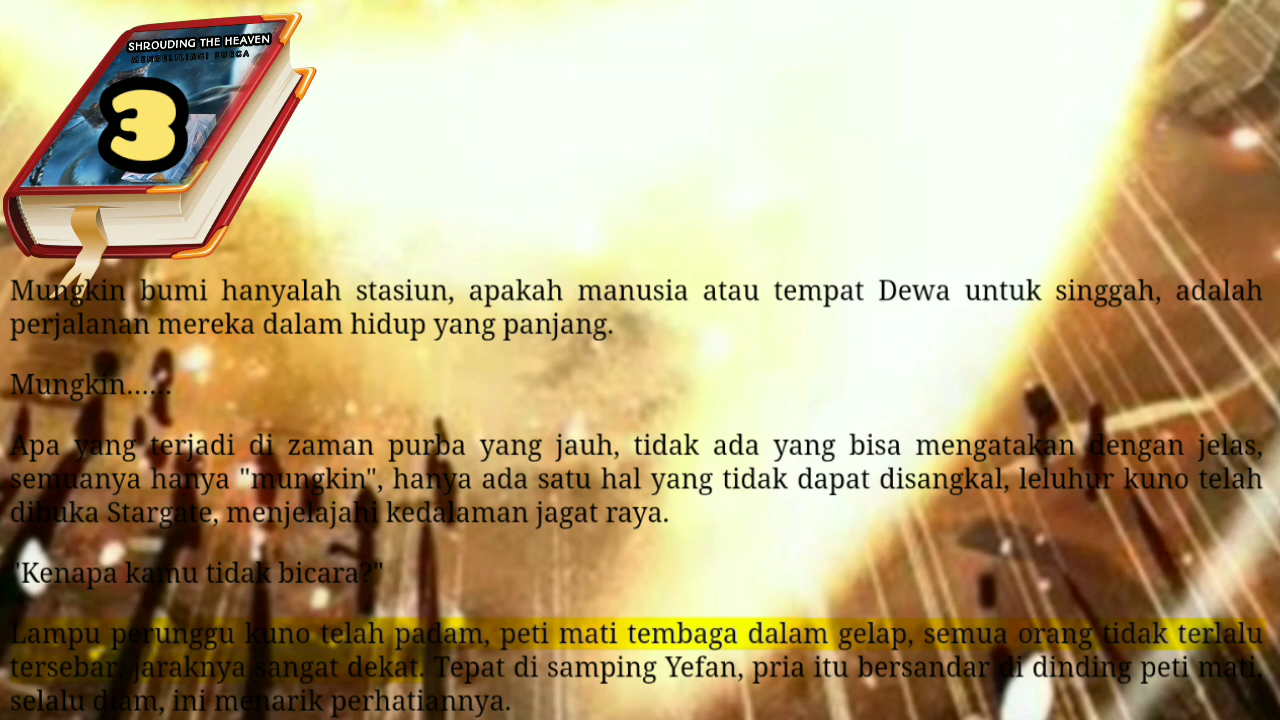 SHROUDING THE HEAVEN
MENGELILINGI SURGA
3
Mungkin bumi hanyalah stasiun, apakah manusia atau tempat Dewa untuk singgah, adalah
perjalanan mereka dalam hidup yang panjang.
Mungkin......
Apa yang terjadi di zaman purba yang jauh, tidak ada yang bisa mengatakan dengan jelas,
semuanya hanya "mungkin", hanya ada satu hal yang tidak dapat disangkal, leluhur kuno telah
dibuka Stargate, menjelajahi kedalaman jagat raya.
"Kenapa kamu tidak bicara?"
Lampu perunggu kuno telah padam, peti mati tembaga dalam gelap, semua orang tidak terlalu
tersebar, jaraknya sangat dekat. Tepat di samping Yefan, pria itu bersandar di dinding peti mati,
selalu diam, ini menarik perhatiannya.